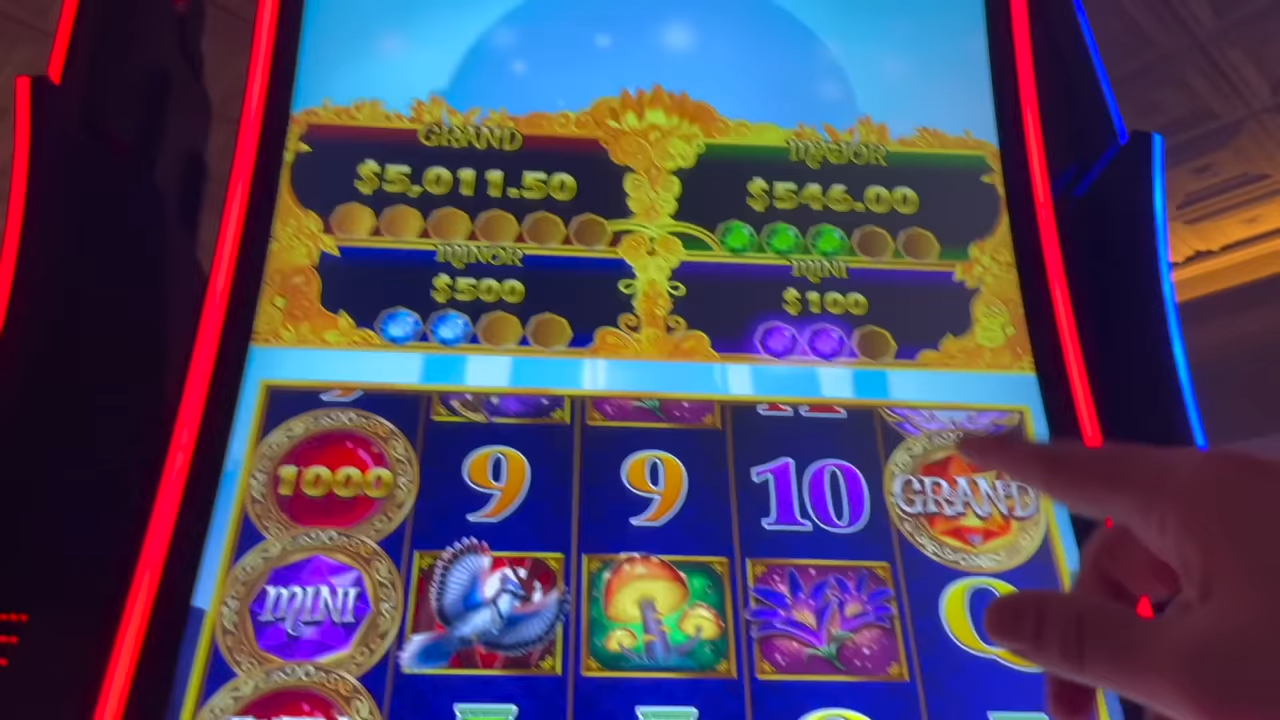 GRAND
$5,011.50
MAJOR
$546.00
MINOR
$500
MINI
$100
1000
9
9
10
GRAND
MINI